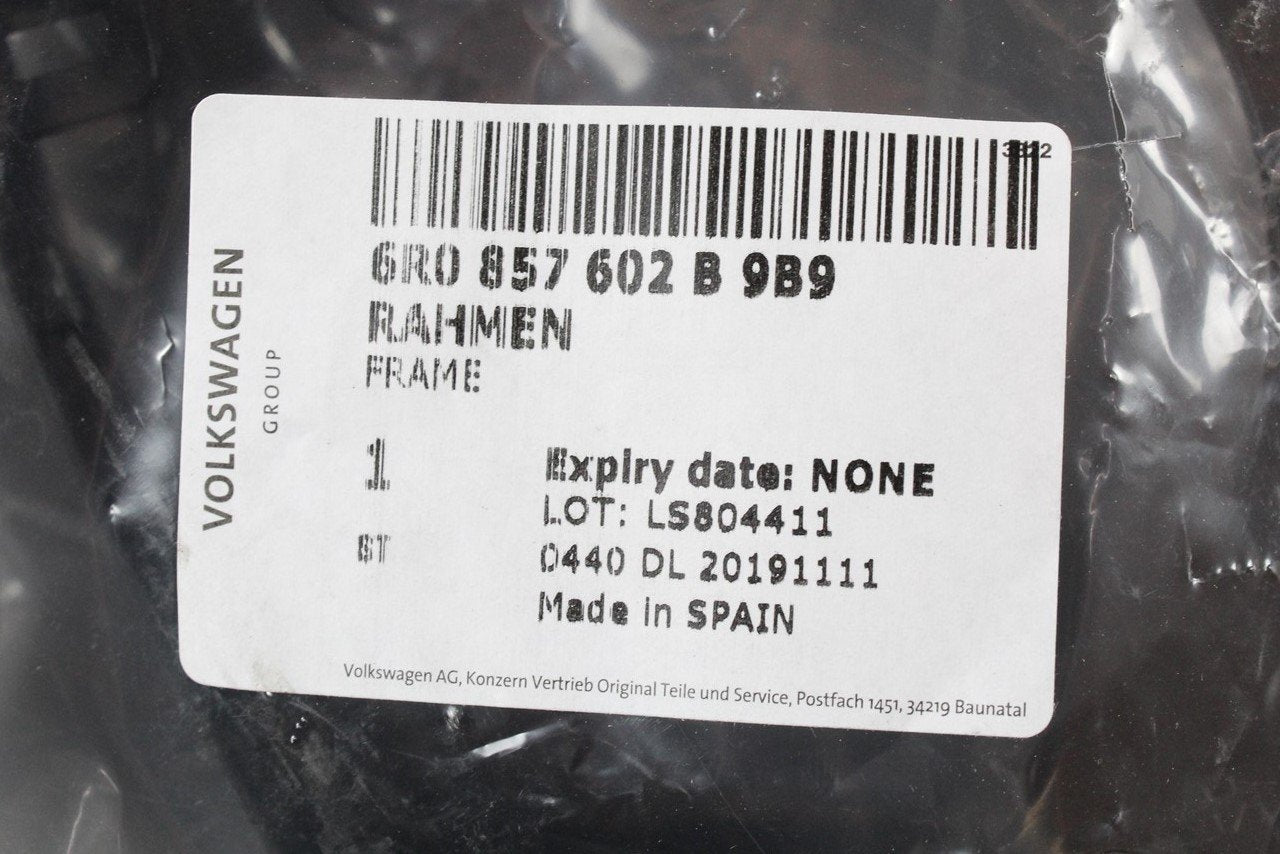 VOLKSWAGEN
GROUP
6R0 857 602 B 9B9
RAHMEN
FRAME
1
Expiry date: NONE
LOT: LS804411
BT
0440 DL 20191111
Made in SPAIN
Volkswagen AG, Konzern Vertrieb Original Teile und Service, Postfach 1451, 34219 Baunatal